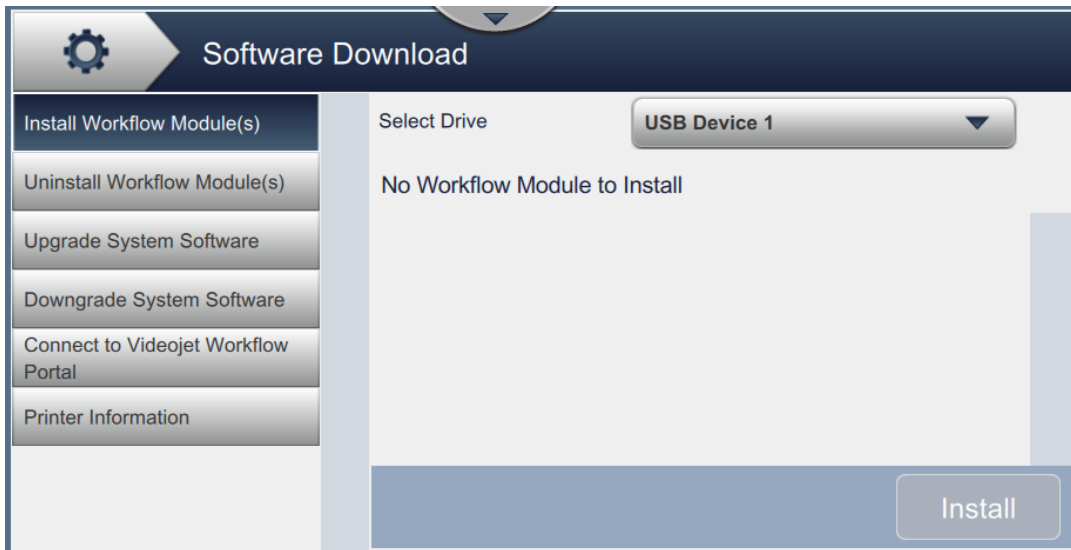 Software Download
Install Workflow Module(s)
Uninstall Workflow Module(s)
Upgrade System Software
Downgrade System Software
Connect to Videojet Workflow
Portal
Printer Information
Select Drive
USB Device 1
No Workflow Module to Install
Install